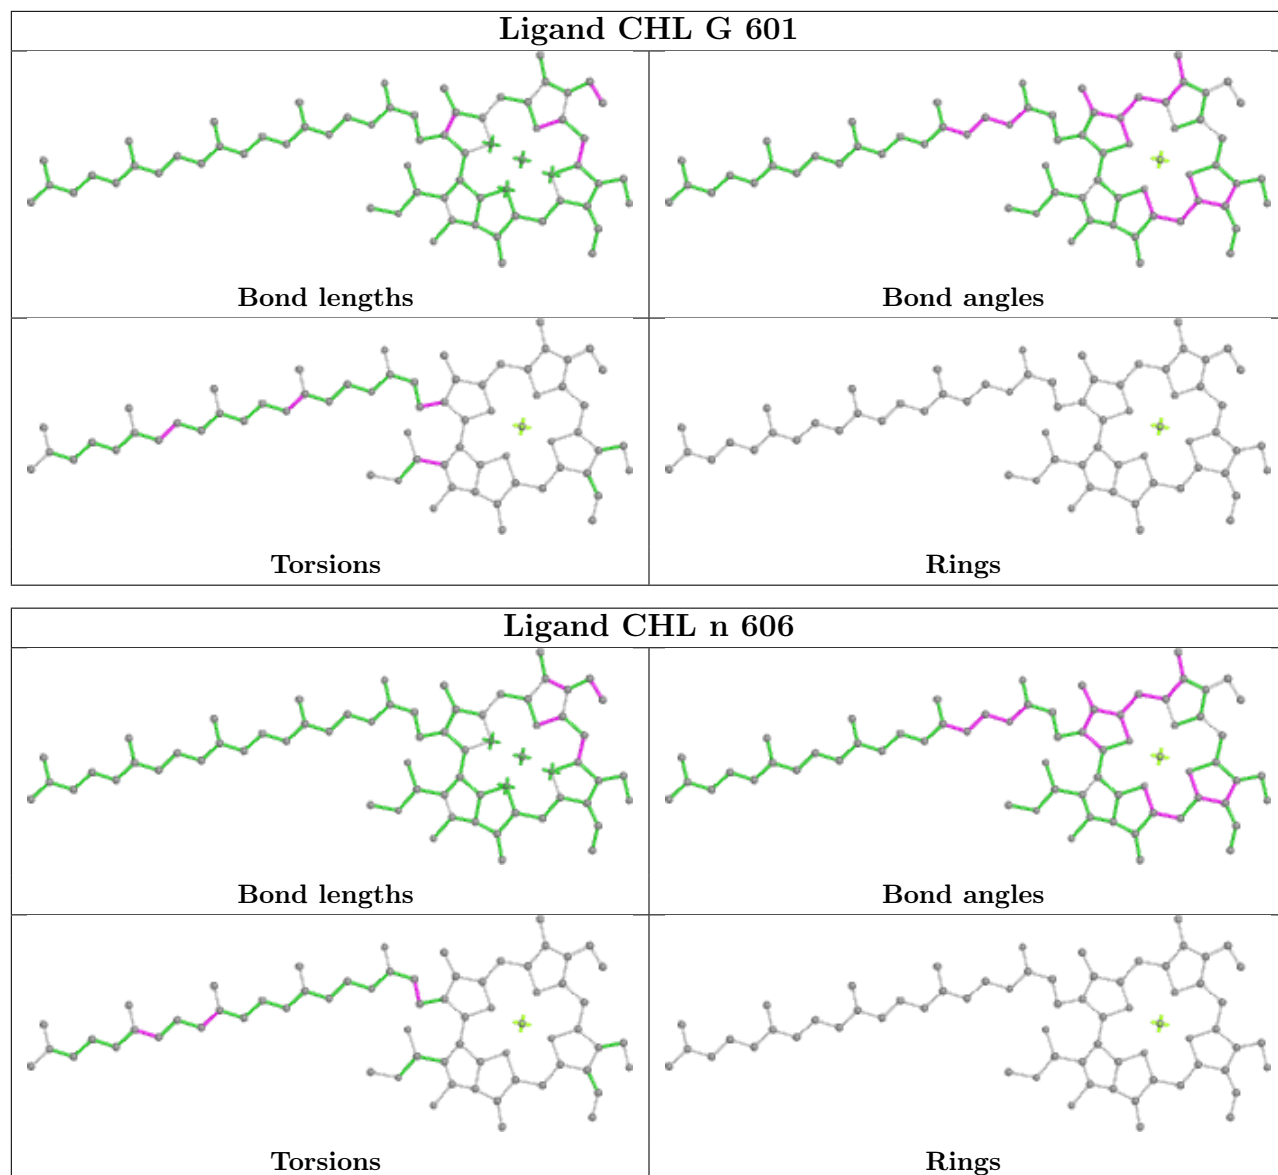 Ligand CHL G 601
Bond lengths
Bond angles
Torsions
Rings
Ligand CHL n 606
Bond lengths
Bond angles
Torsions
Rings